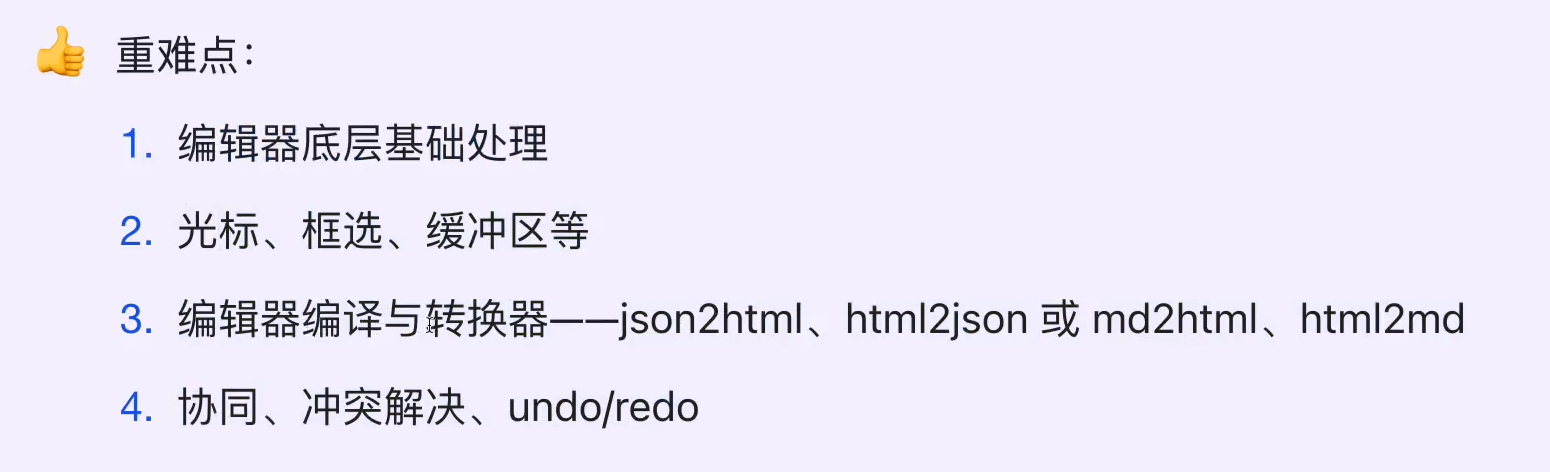 👍 重难点：
1. 编辑器底层基础处理
2. 光标、框选、缓冲区等
3. 编辑器编译与转换器——json2html、html2json 或 md2html、html2md
4. 协同、冲突解决、undo/redo